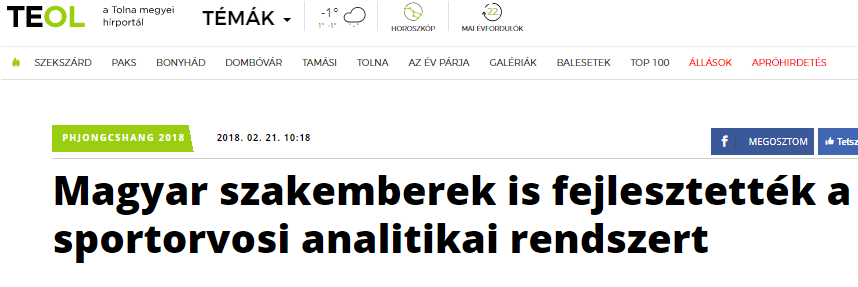 TEOL
a Tolna megyei
hírportál
TÉMÁK
-1°
1° -1°
HOROSZKÓP
22
MAI ÉVFORDULÓK
SZEKSZÁRD PAKS BONYHÁD DOMBÓVÁR TAMÁSI TOLNA AZ ÉV PÁRJA GALÉRIÁK BALESETEK TOP 100 ÁLLÁSOK APRÓHIRDETÉS
PHJONGCSHANG 2018
2018. 02. 21. 10:18
f MEGOSZTOM
Tetsz
Magyar szakemberek is fejlesztették a
sportorvosi analitikai rendszert